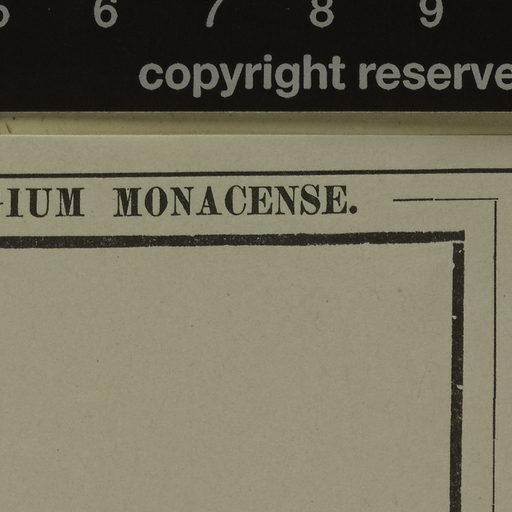 6 7 8 9
copyright reserve
IUM MONACENSE.